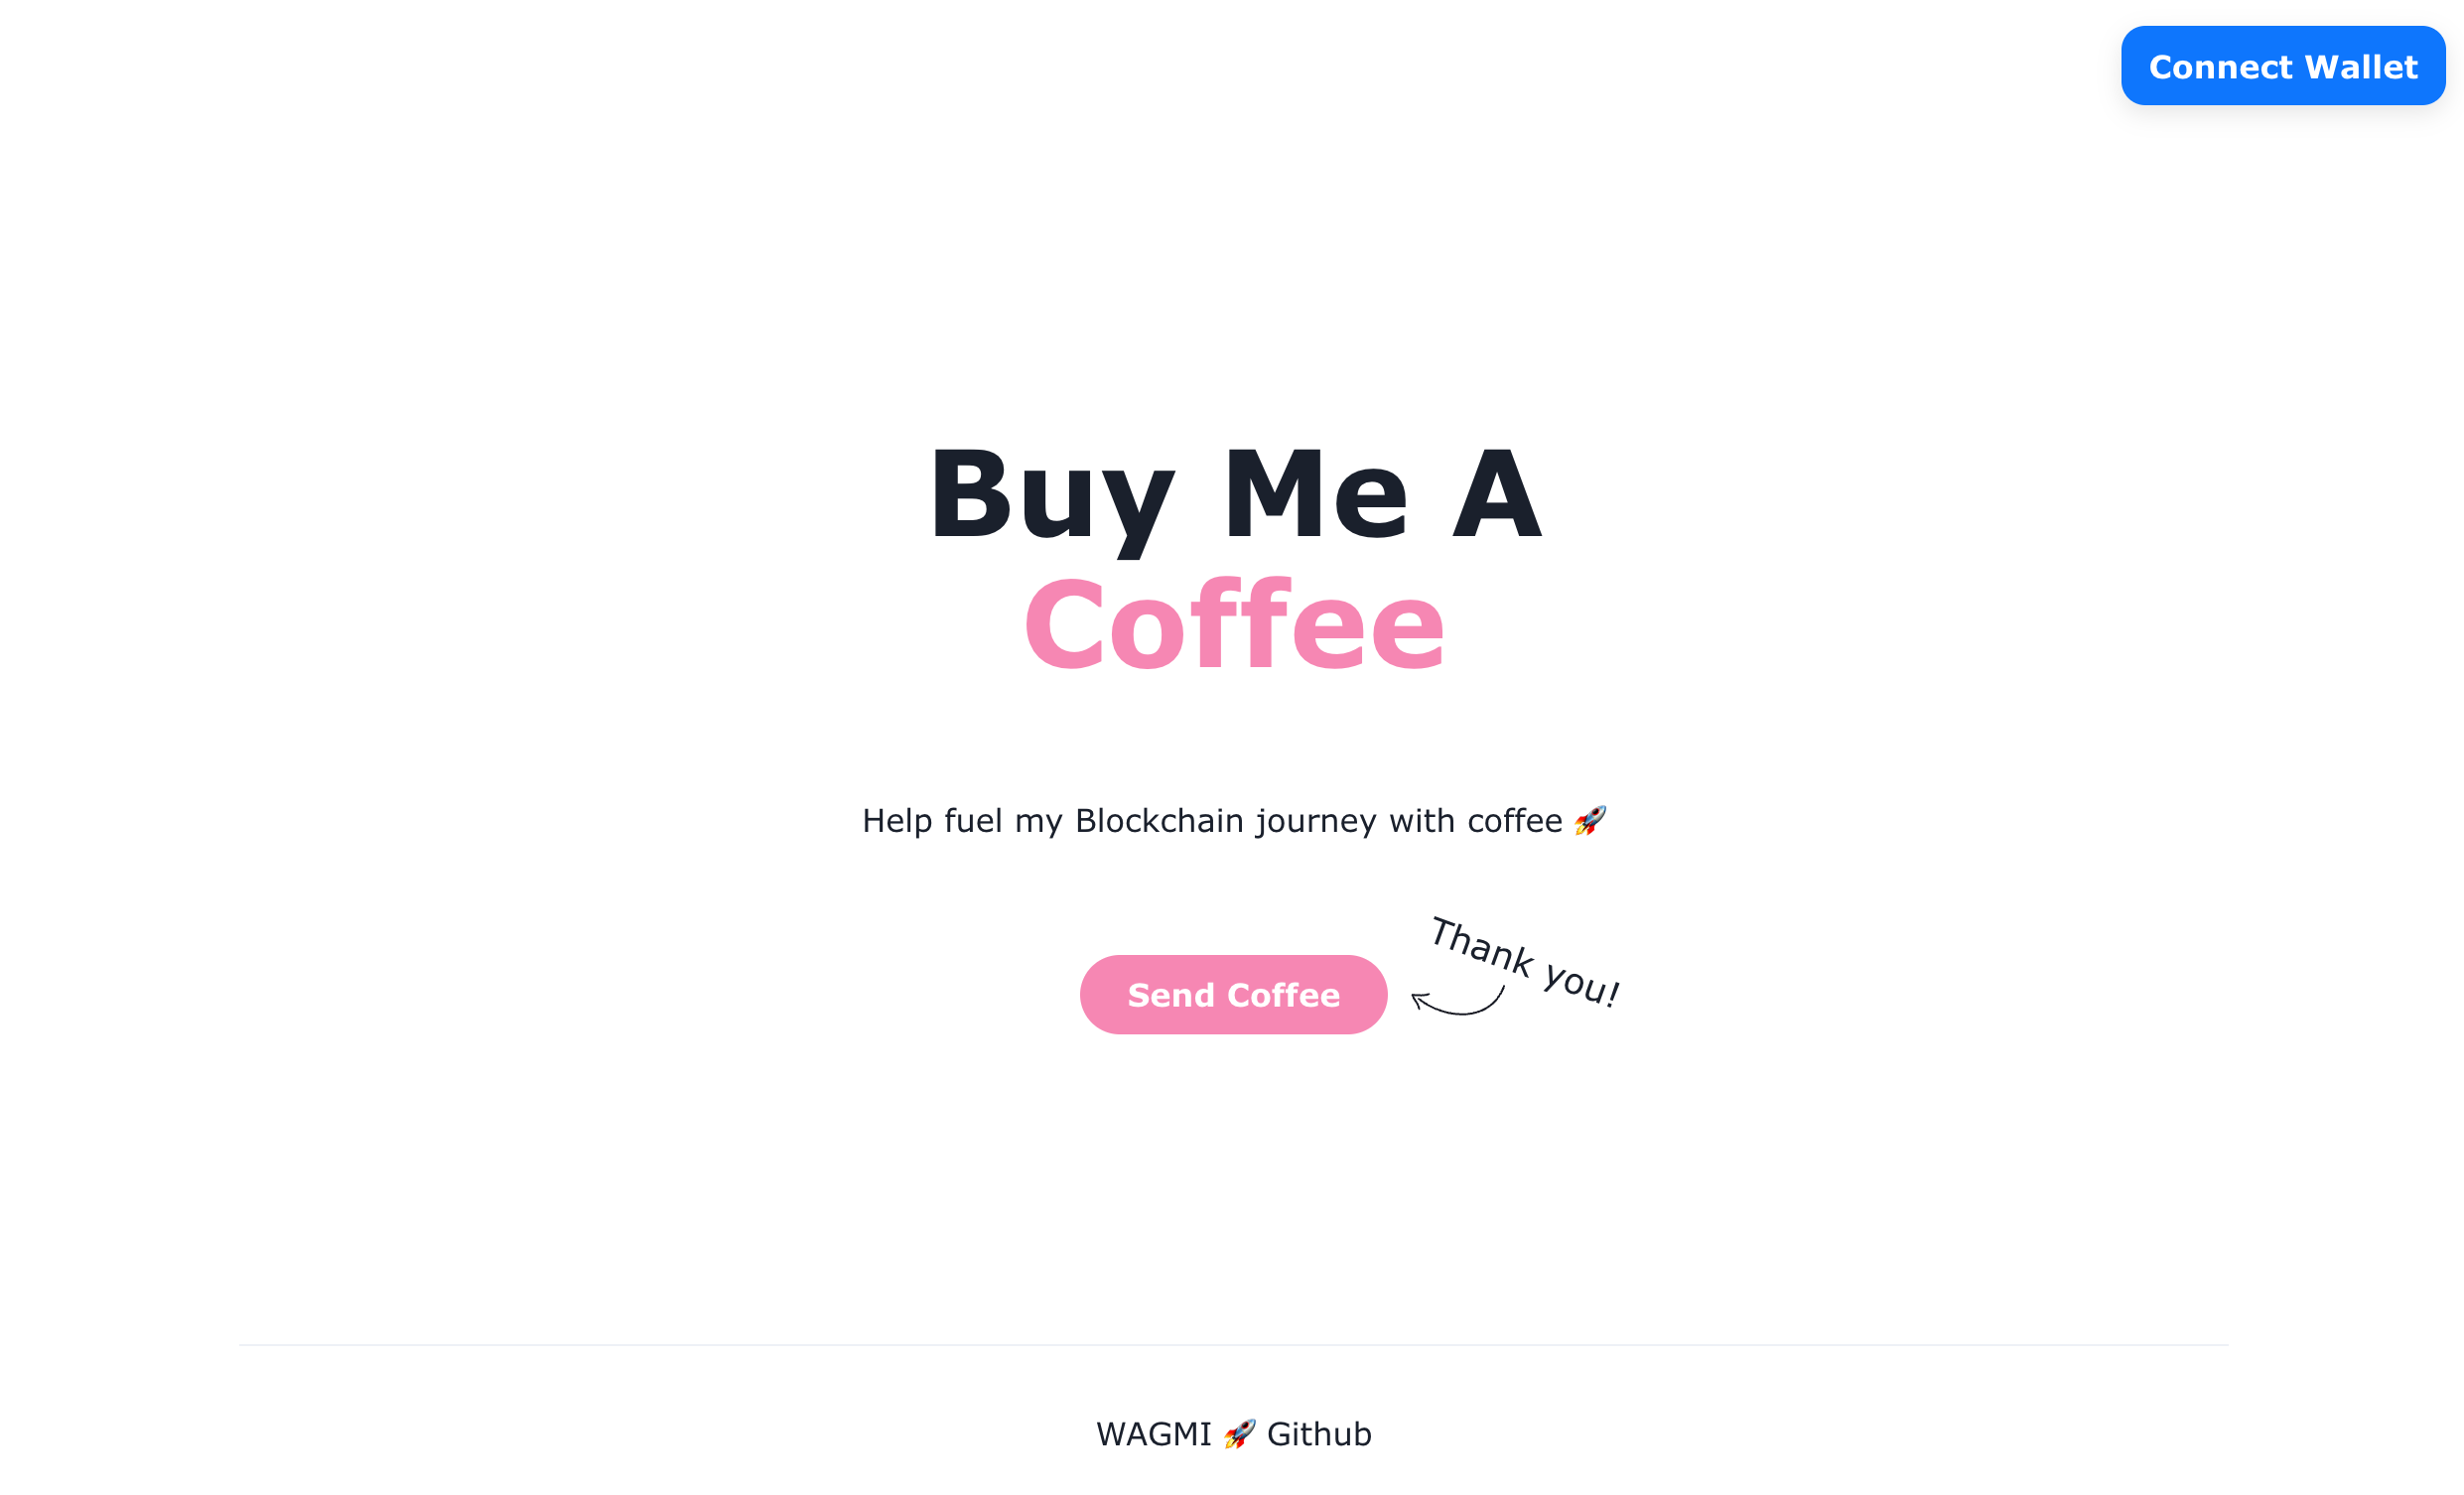 Connect Wallet
Buy Me A
Coffee
Help fuel my Blockchain journey with coffee 🚀
Thank you!
Send Coffee
WAGMI 🚀 Github